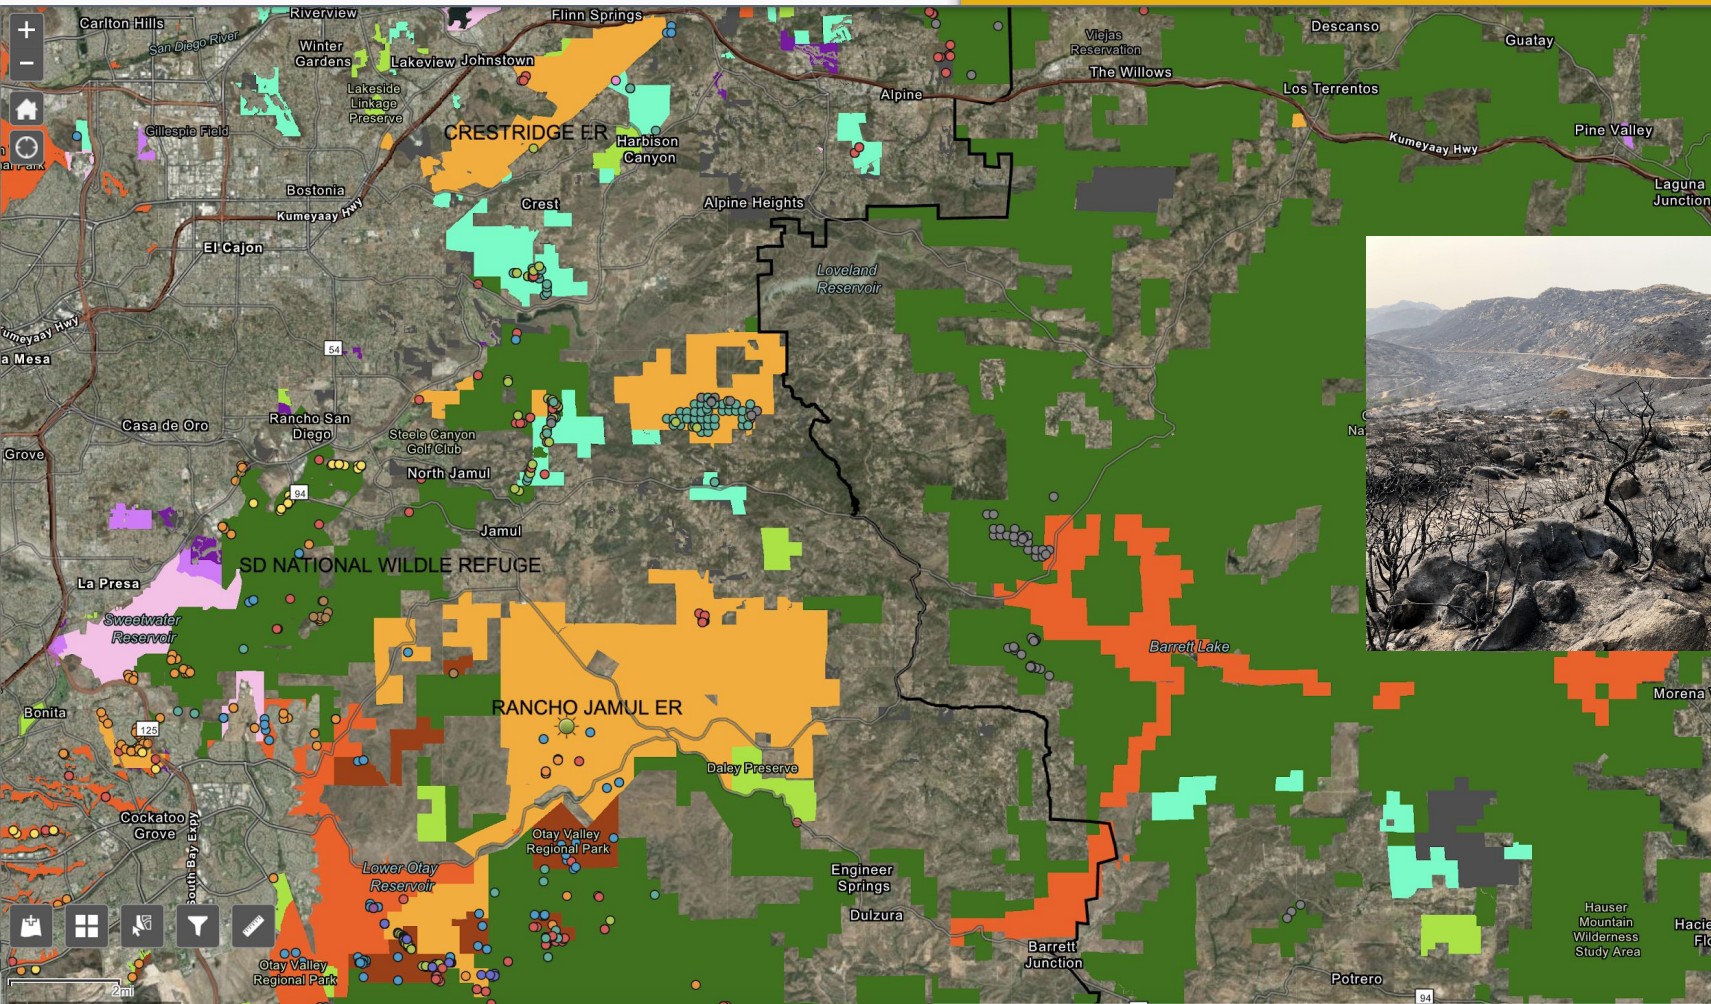 Carlton Hills
Riverview
Flinn Springs
San Diego River
Winter
Gardens
Lakeview
Johnstown
Viejas
Reservation
Descanso
Guatay
The Willows
Lakeside
Linkage
Preserve
Alpine
Los Terrentos
Gillespie Field
CRESTRIDGE ER
Harbison
Canyon
Pine Valley
Kumeyaay Hwy
Bostonia
Kumeyaay Hwy
Crest
Alpine Heights
Laguna
Junction
El Cajon
Loveland
Reservoir
Kumeyaay Hwy
a Mesa
54
Casa de Oro
Rancho San
Diego
Steele Canyon
Golf Club
Grove
North Jamul
94
Jamul
SD NATIONAL WILDLE REFUGE
La Presa
Sweetwater
Reservoir
Barrett Lake
Morena
Bonita
RANCHO JAMUL ER
125
Daley Preserve
Cockatoo
Grove
South Bay Expy
Otay Valley
Regional Park
Lower Otay
Reservoir
Engineer
Springs
Dulzura
Hauser
Mountain
Wilderness
Study Area
Hacie
Flo
Barrett
Junction
Otay Valley
Regional Park
Potrero
2mi
94